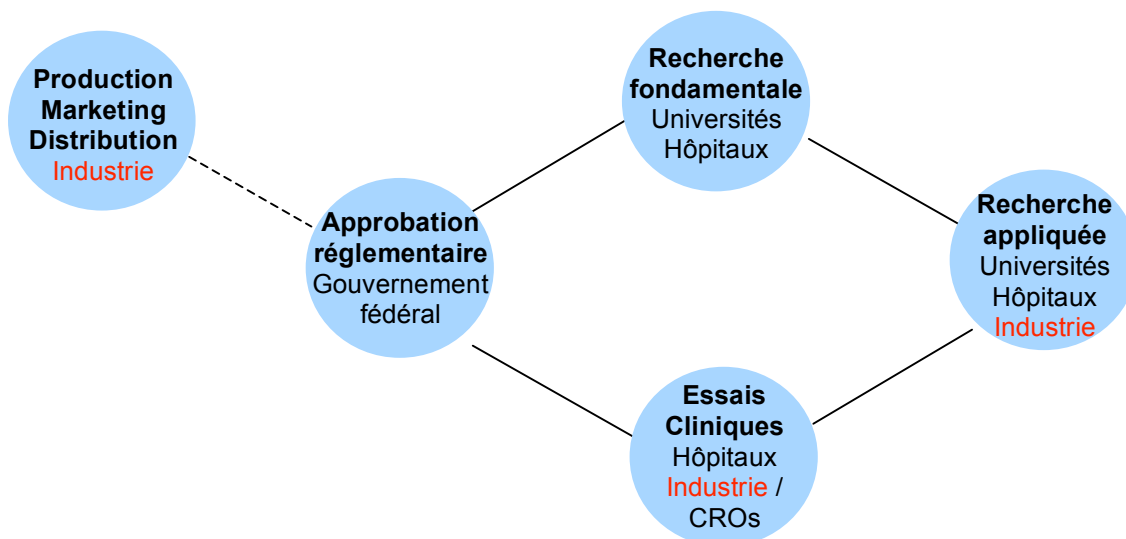 Production
Marketing
Distribution
Industrie
Recherche
fondamentale
Universités
Hôpitaux
Approbation
réglementaire
Gouvernement
fédéral
Recherche
appliquée
Universités
Hôpitaux
Industrie
Essais
Cliniques
Hôpitaux
Industrie /
CROs